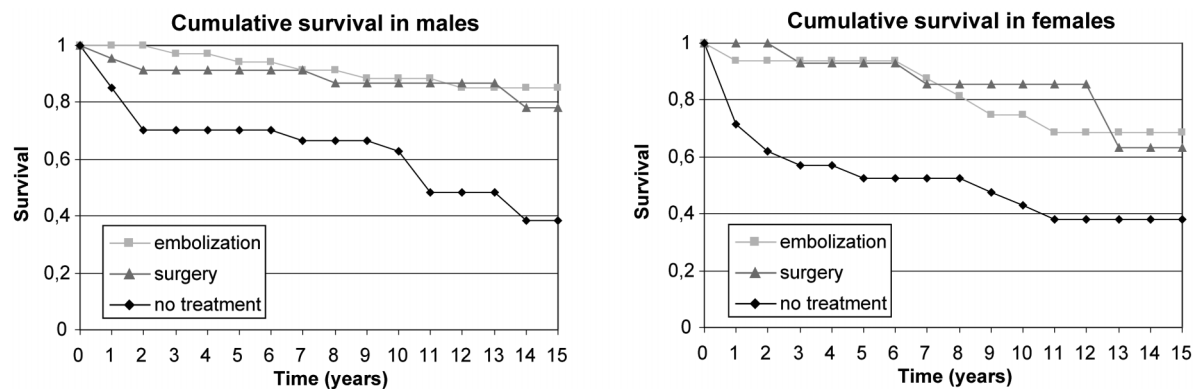 Cumulative survival in males
1
0,8
0,6
0,4
0,2
0
Survival
embolization
surgery
no treatment
0 1 2 3 4 5 6 7 8 9 10 11 12 13 14 15
Time (years)
Cumulative survival in females
1
0,8
0,6
0,4
0,2
0
Survival
embolization
surgery
no treatment
0 1 2 3 4 5 6 7 8 9 10 11 12 13 14 15
Time (years)